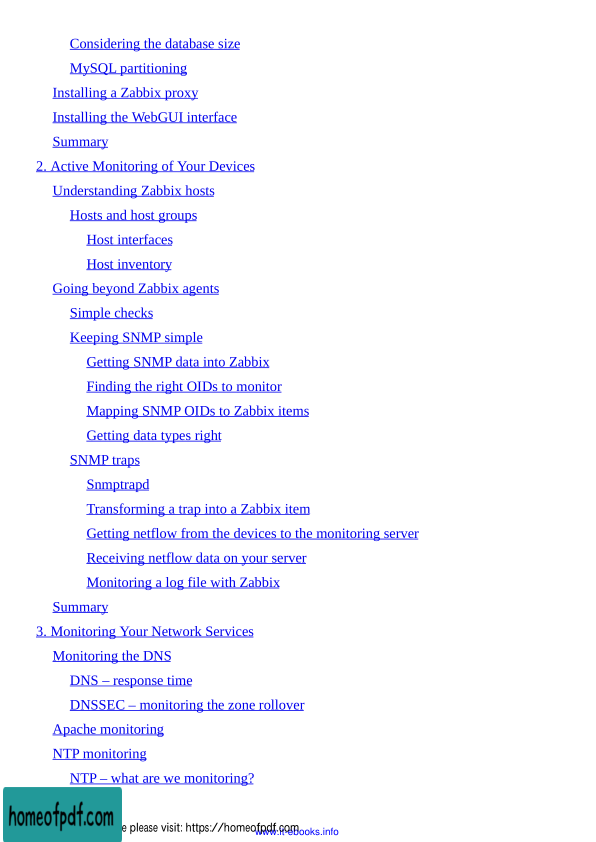 Considering the database size
MySQL partitioning
Installing a Zabbix proxy
Installing the WebGUI interface
Summary
2. Active Monitoring of Your Devices
Understanding Zabbix hosts
Hosts and host groups
Host interfaces
Host inventory
Going beyond Zabbix agents
Simple checks
Keeping SNMP simple
Getting SNMP data into Zabbix
Finding the right OIDs to monitor
Mapping SNMP OIDs to Zabbix items
Getting data types right
SNMP traps
Snmptrapd
Transforming a trap into a Zabbix item
Getting netflow from the devices to the monitoring server
Receiving netflow data on your server
Monitoring a log file with Zabbix
Summary
3. Monitoring Your Network Services
Monitoring the DNS
DNS – response time
DNSSEC – monitoring the zone rollover
Apache monitoring
NTP monitoring
NTP – what are we monitoring?
homeofpdf.com
e please visit: https://homeofpdf.com
www.it-ebooks.info